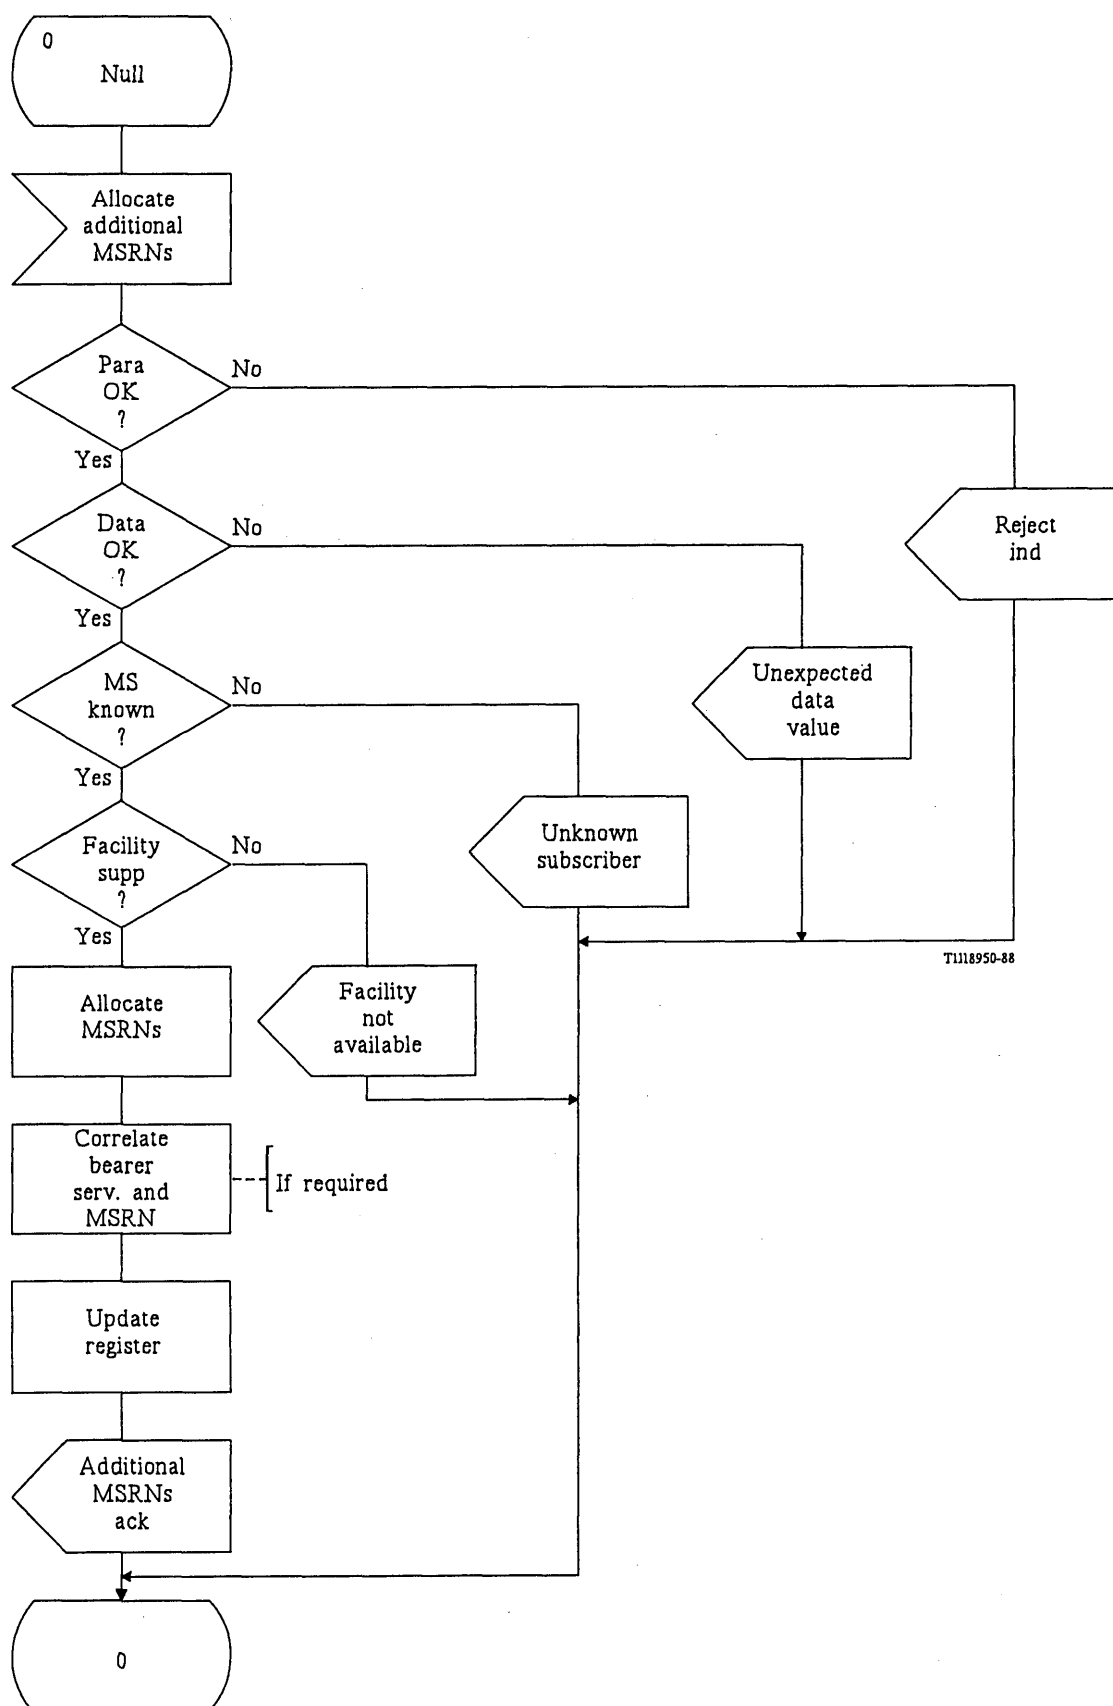 0
Null
Allocate
additional
MSRNs
Para
OK
?
No
Yes
Data
OK
?
No
Yes
Reject
ind
MS
known
?
No
Yes
Unexpected
data
value
Facility
supp
?
No
Yes
Unknown
subscriber
T1118950-88
Allocate
MSRNs
Facility
not
available
Correlate
bearer
serv. and
MSRN
If required
Update
register
Additional
MSRNs
ack
0